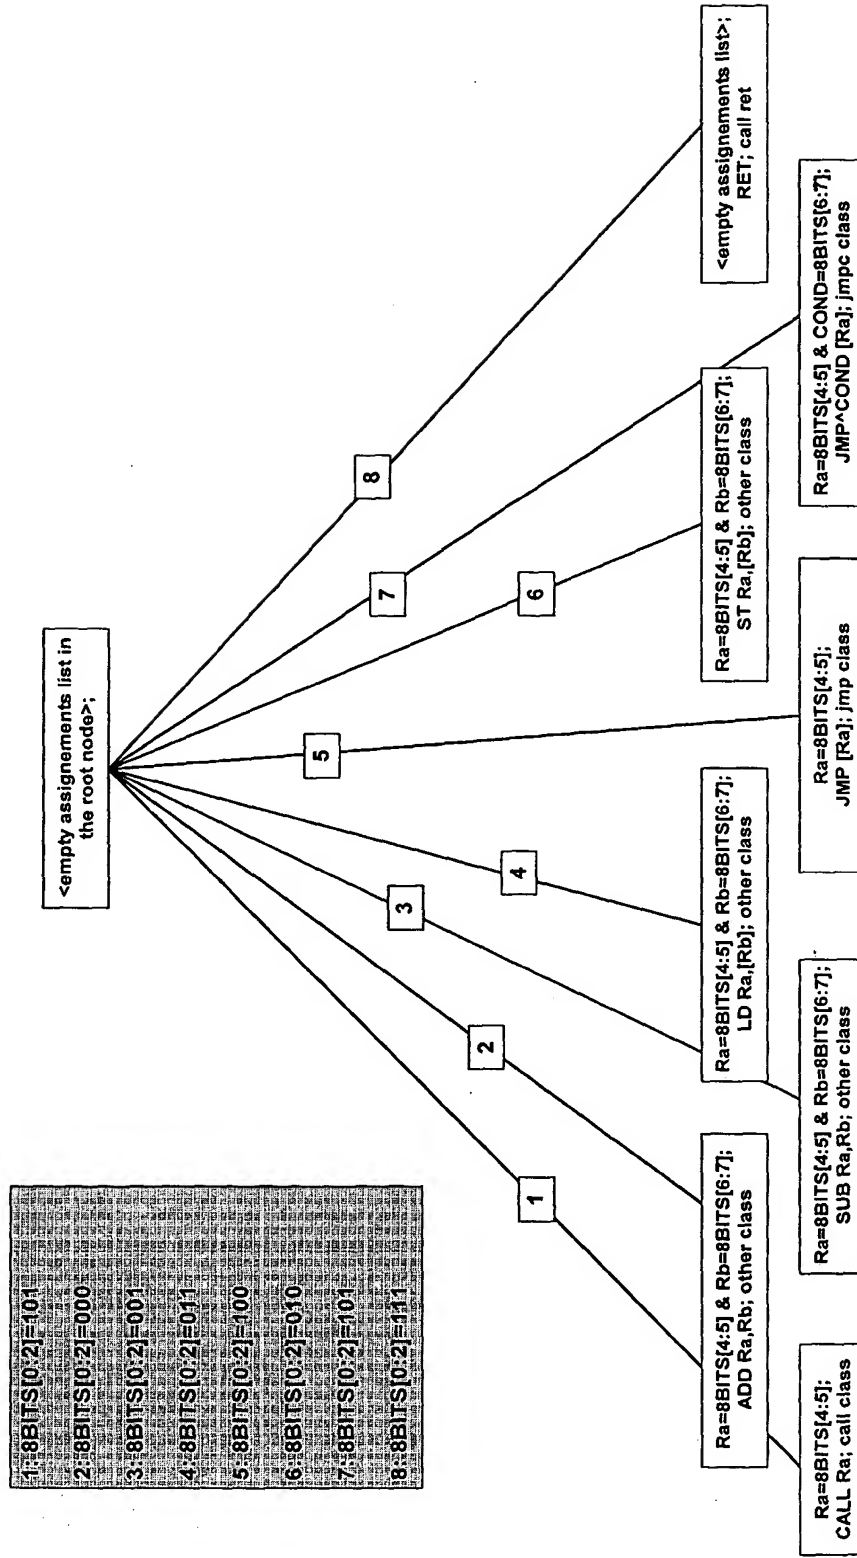 1: 8BITS[0:2]=101
2: 8BITS[0:2]=000
3: 8BITS[0:2]=001
4: 8BITS[0:2]=011
5: 8BITS[0:2]=100
6: 8BITS[0:2]=010
7: 8BITS[0:2]=101
8: 8BITS[0:2]=111
<empty assignements list in
the root node>;
1
2
3
4
5
6
7
8
Ra=8BITS[4:5];
CALL Ra; call class
Ra=8BITS[4:5] & Rb=8BITS[6:7];
ADD Ra,Rb; other class
Ra=8BITS[4:5] & Rb=8BITS[6:7];
SUB Ra,Rb; other class
Ra=8BITS[4:5] & Rb=8BITS[6:7];
LD Ra,[Rb]; other class
Ra=8BITS[4:5];
JMP [Ra]; jmp class
Ra=8BITS[4:5] & Rb=8BITS[6:7];
ST Ra,[Rb]; other class
Ra=8BITS[4:5] & COND=8BITS[6:7];
JMP^COND [Ra]; jmpc class
<empty assignements list>;
RET; call ret